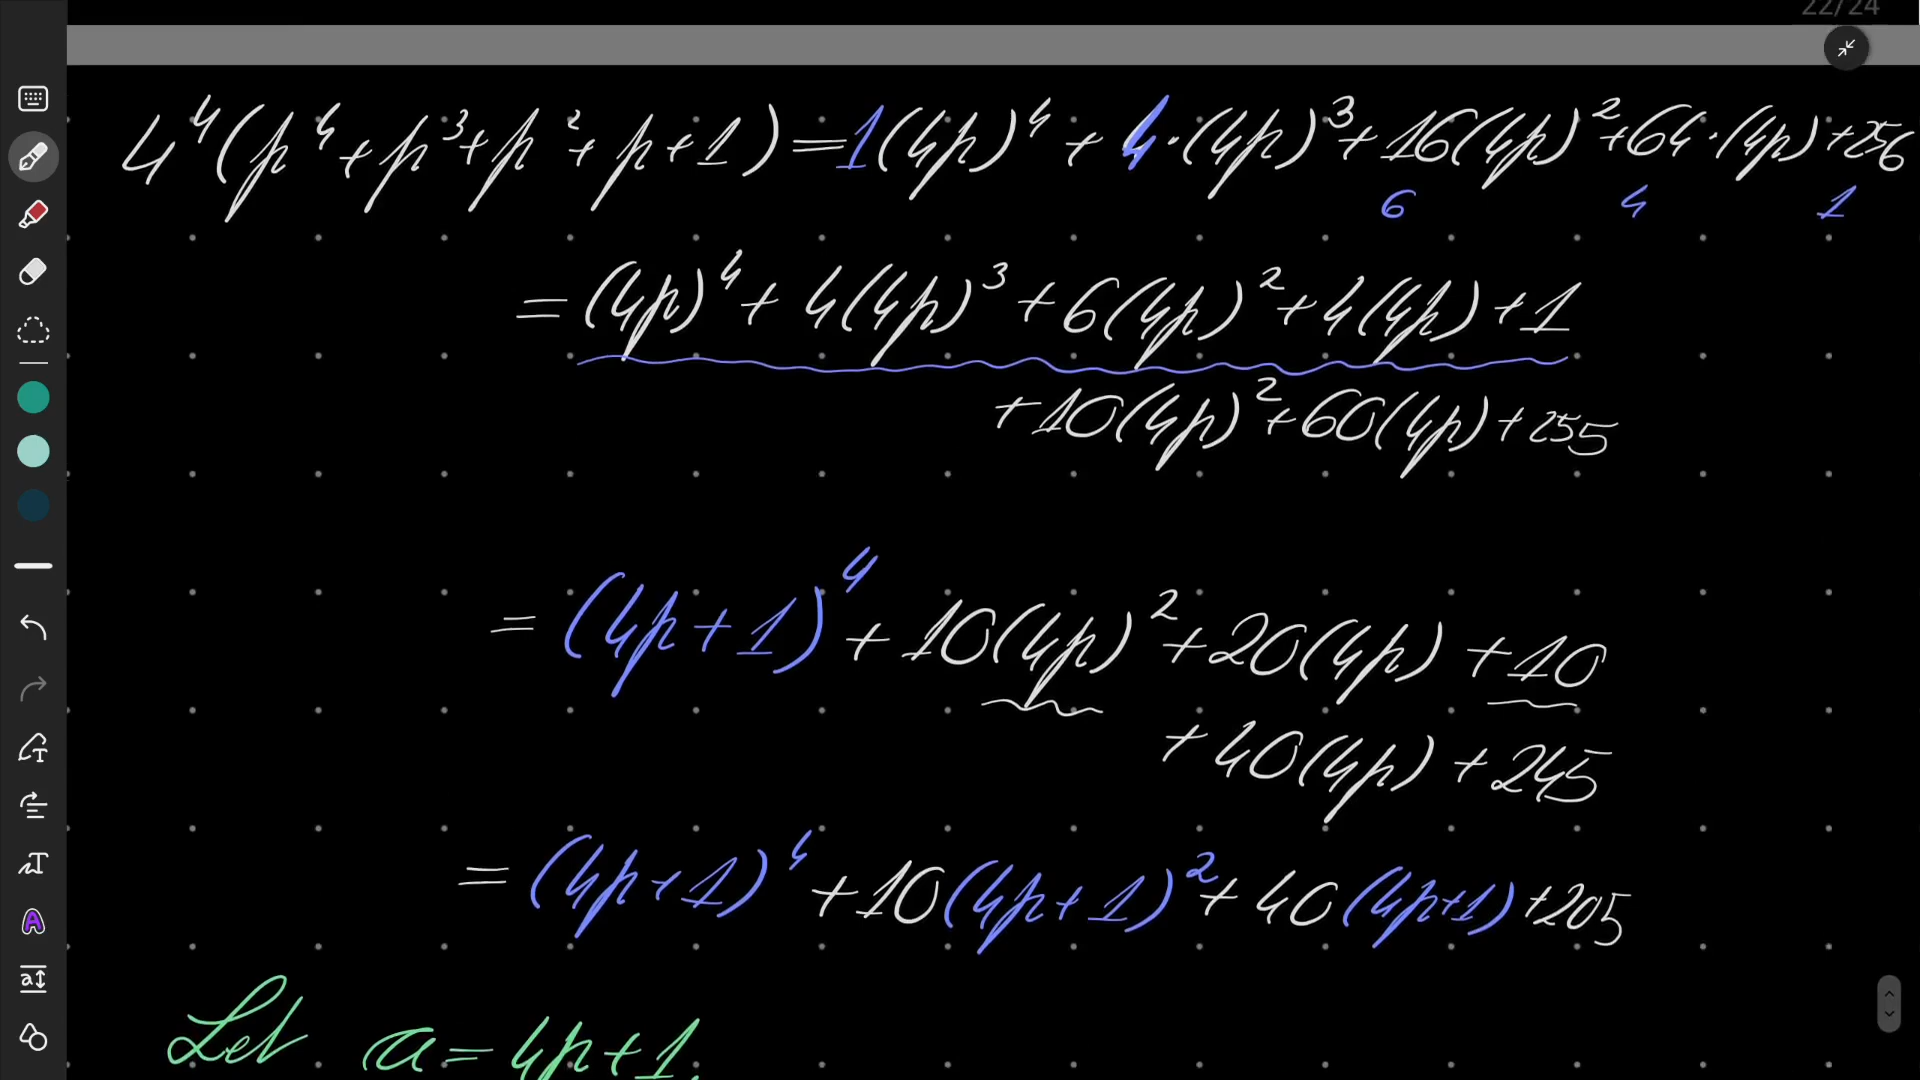 22/24
4⁴(p⁴+p³+p²+p+1)=1(4p)⁴+4·(4p)³+16(4p)²+64·(4p)+256
6 4 1
=(4p)⁴+4(4p)³+6(4p)²+4(4p)+1
+10(4p)²+60(4p)+255
=(4p+1)⁴+10(4p)²+20(4p)+10
+40(4p)+245
=(4p+1)⁴+10(4p+1)²+40(4p+1)+205
Let a=4p+1.